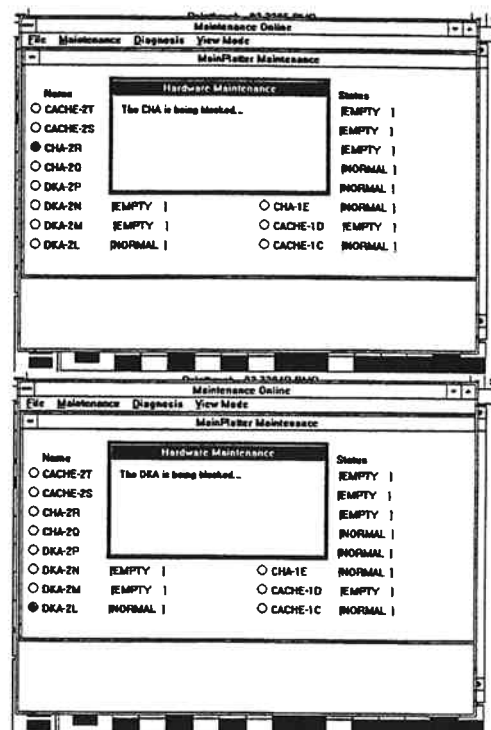 Maintenance Online
File Maintenance Diagnosis View Mode
MainPlatter Maintenance
Hardware Maintenance
Name Status
The CHA is being blocked...
CACHE-2T [EMPTY ]
CACHE-2S [EMPTY ]
CHA-2R [EMPTY ]
CHA-2Q [NORMAL ]
DKA-2P [NORMAL ]
DKA-2N [EMPTY ] CHA-1E [NORMAL ]
DKA-2M [EMPTY ] CACHE-1D [EMPTY ]
DKA-2L [NORMAL ] CACHE-1C [NORMAL ]
Maintenance Online
File Maintenance Diagnosis View Mode
MainPlatter Maintenance
Hardware Maintenance
Name Status
The DKA is being blocked...
CACHE-2T [EMPTY ]
CACHE-2S [EMPTY ]
CHA-2R [EMPTY ]
CHA-2Q [NORMAL ]
DKA-2P [NORMAL ]
DKA-2N [EMPTY ] CHA-1E [NORMAL ]
DKA-2M [EMPTY ] CACHE-1D [EMPTY ]
DKA-2L [NORMAL ] CACHE-1C [NORMAL ]